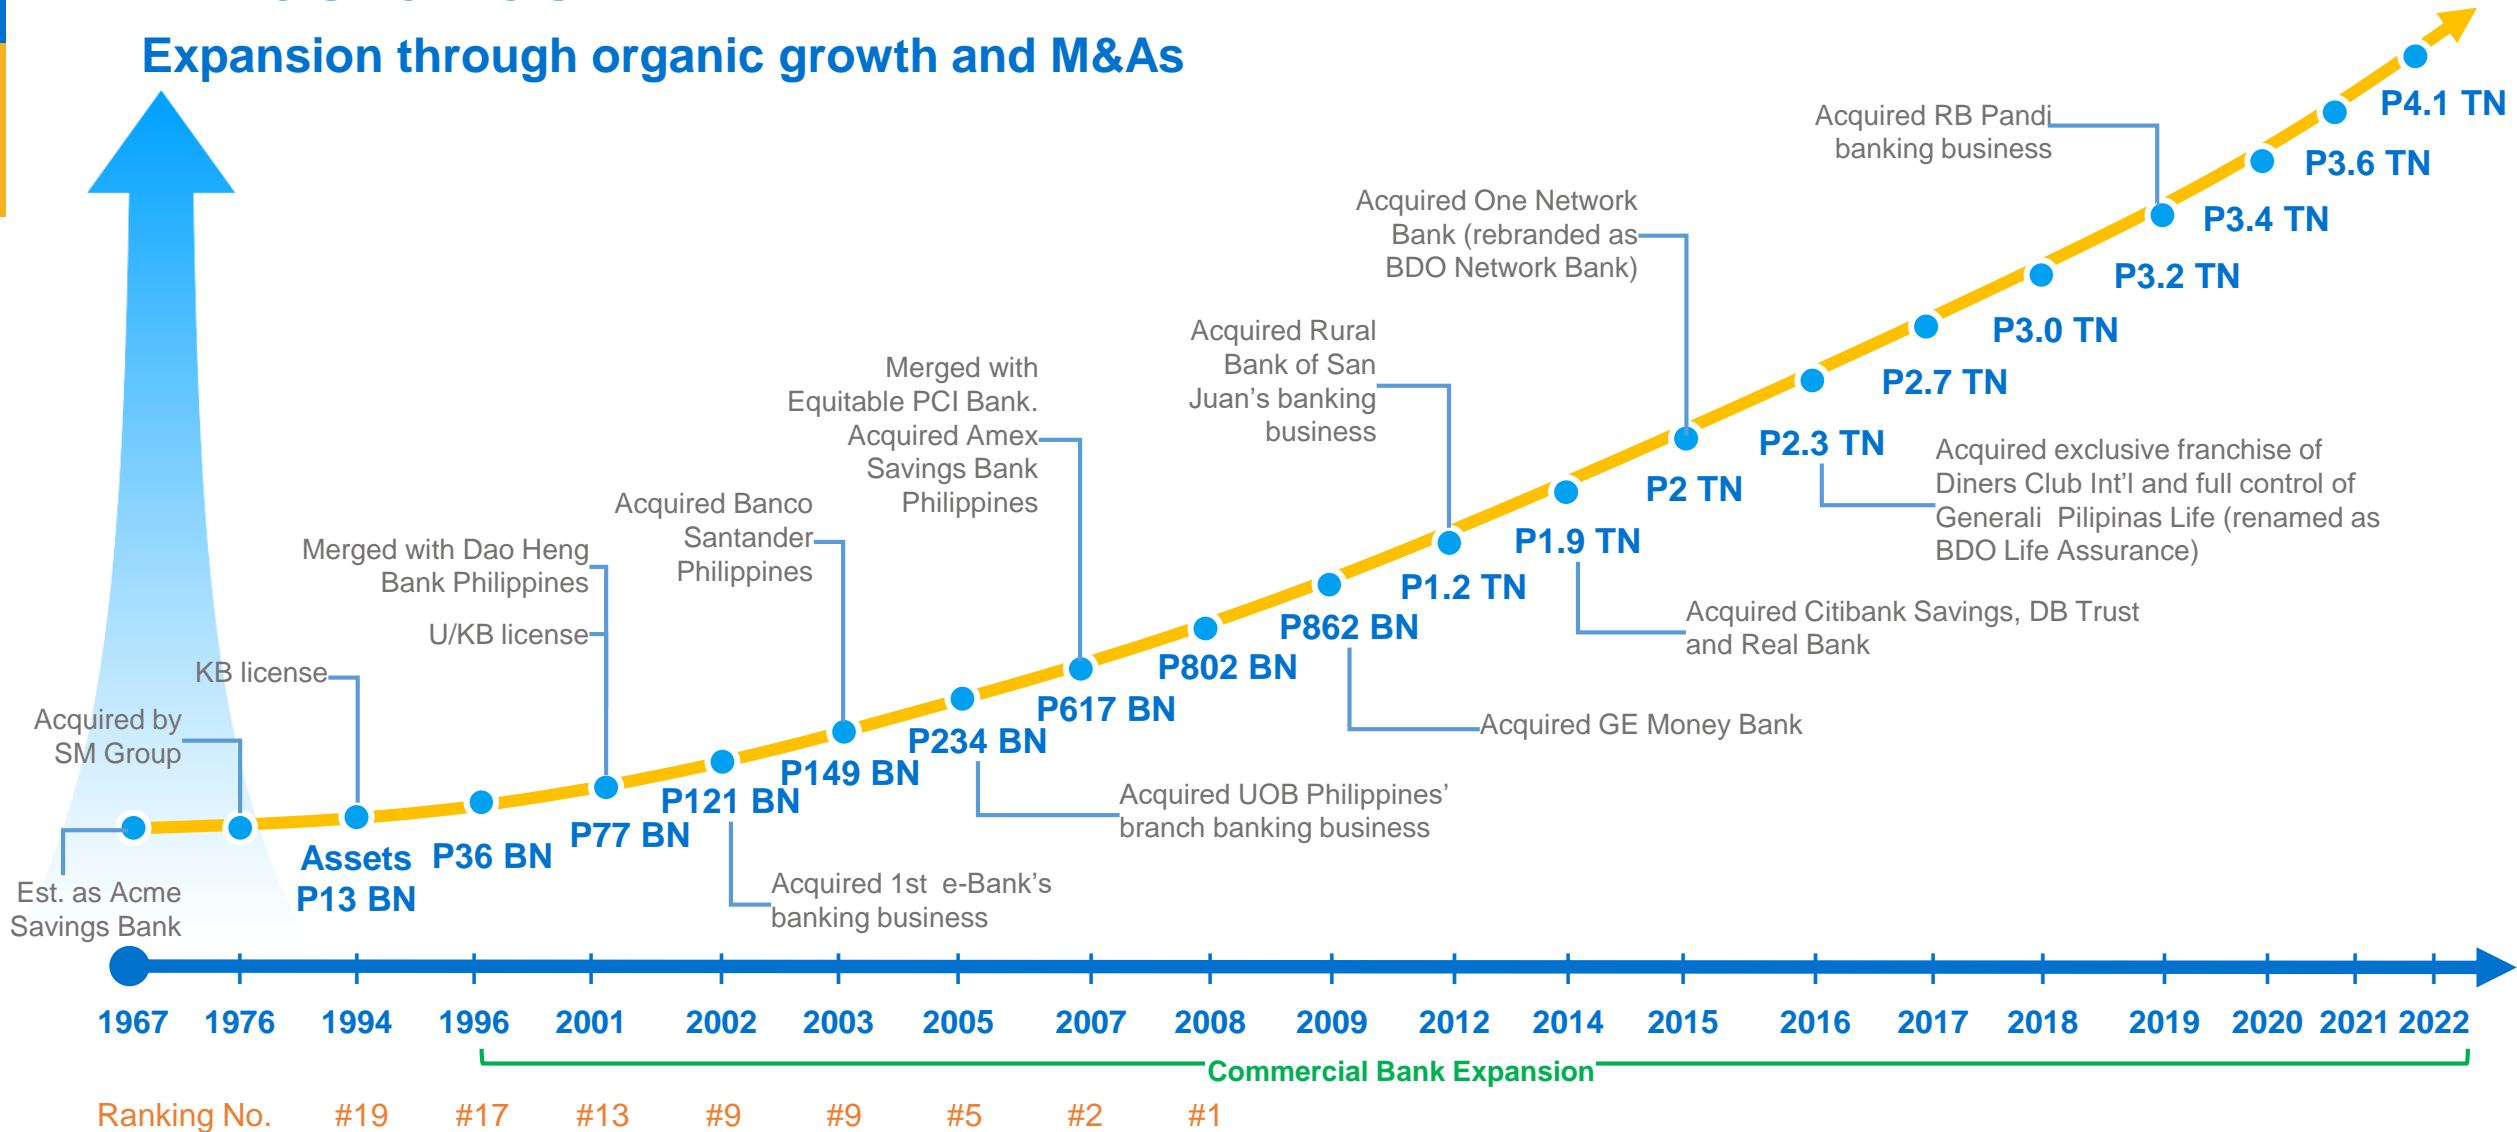 Expansion through organic growth and M&As
P4.1 TN
Acquired RB Pandi
banking business
P3.6 TN
Acquired One Network
Bank (rebranded as
BDO Network Bank)
P3.4 TN
P3.2 TN
Acquired Rural
Bank of San
Juan’s banking
business
P3.0 TN
Merged with
Equitable PCI Bank.
Acquired Amex
Savings Bank
Philippines
P2.7 TN
P2.3 TN
Acquired exclusive franchise of
Diners Club Int’l and full control of
Generali  Pilipinas Life (renamed as
BDO Life Assurance)
Acquired Banco
Santander
Philippines
P2 TN
Merged with Dao Heng
Bank Philippines
U/KB license
P1.9 TN
Acquired Citibank Savings, DB Trust
and Real Bank
P1.2 TN
P862 BN
Acquired GE Money Bank
KB license
P802 BN
Acquired by
SM Group
P617 BN
P234 BN
Acquired UOB Philippines’
branch banking business
P149 BN
P121 BN
Acquired 1st  e-Bank’s
banking business
P77 BN
P36 BN
Assets
P13 BN
Est. as Acme
Savings Bank
1967 1976 1994 1996 2001 2002 2003 2005 2007 2008 2009 2012 2014 2015 2016 2017 2018 2019 2020 2021 2022
Commercial Bank Expansion
Ranking No. #19 #17 #13 #9 #9 #5 #2 #1